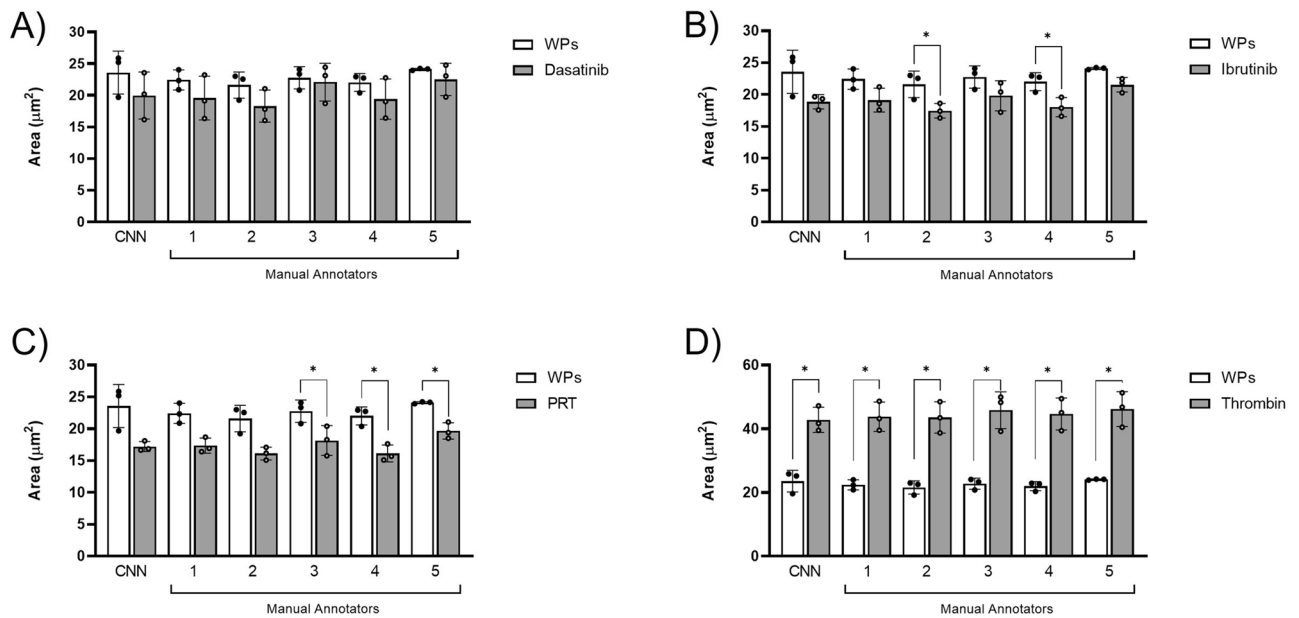 A)
Area (μm²)
30
25
20
15
10
5
0
WPs
Dasatinib
CNN 1 2 3 4 5
Manual Annotators
B)
Area (μm²)
30
25
20
15
10
5
0
* *
WPs
Ibrutinib
CNN 1 2 3 4 5
Manual Annotators
C)
Area (μm²)
30
25
20
15
10
5
0
* * *
WPs
PRT
CNN 1 2 3 4 5
Manual Annotators
D)
Area (μm²)
60
40
20
0
* * * * * *
WPs
Thrombin
CNN 1 2 3 4 5
Manual Annotators